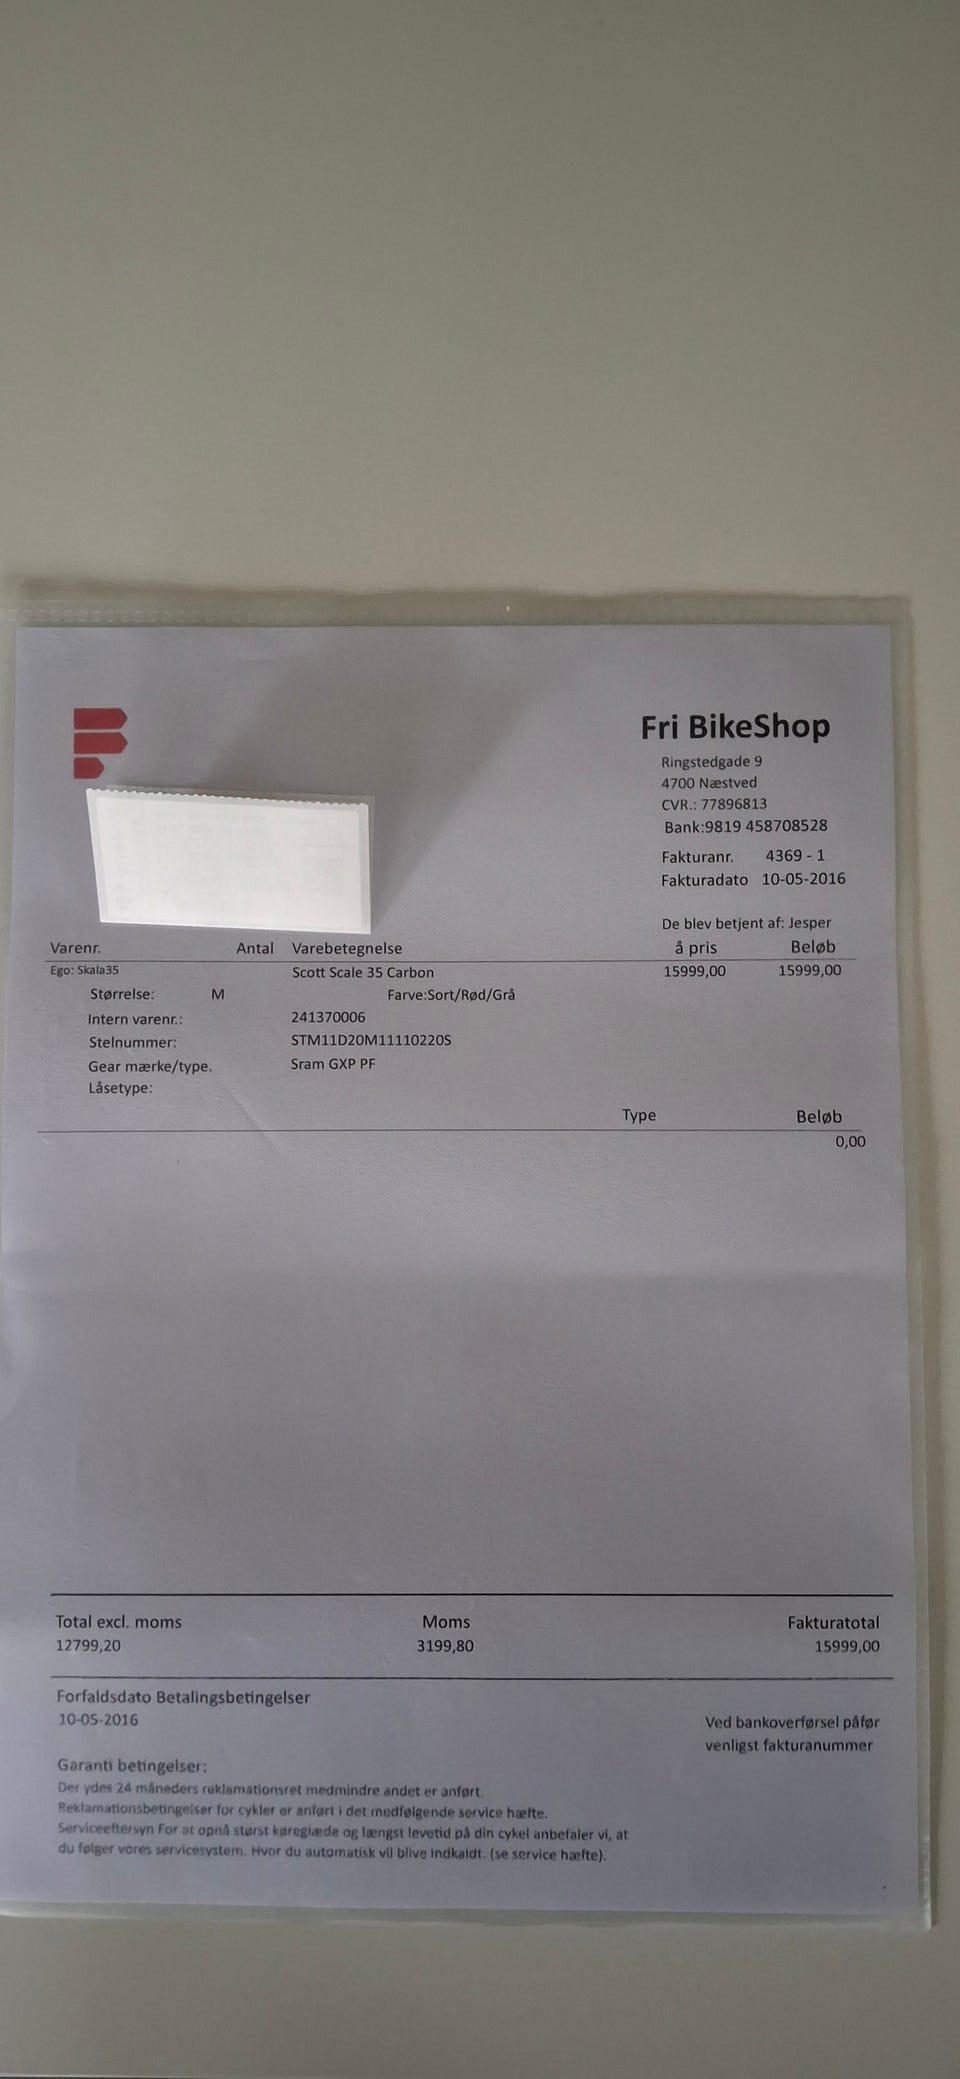 Fri BikeShop
Ringstedgade 9
4700 Næstved
CVR.: 77896813
Bank:9819 458708528
Fakturanr. 4369 - 1
Fakturadato 10-05-2016
De blev betjent af: Jesper
Varenr. Antal Varebetegnelse å pris Beløb
Ego: Skala35 Scott Scale 35 Carbon 15999,00 15999,00
Størrelse: M Farve:Sort/Rød/Grå
Intern varenr.: 241370006
Stelnummer: STM11D20M11110220S
Gear mærke/type. Sram GXP PF
Låsetype:
Type Beløb
0,00
Total excl. moms Moms Fakturatotal
12799,20 3199,80 15999,00
Forfaldsdato Betalingsbetingelser
10-05-2016
Ved bankoverførsel påfør
venligst fakturanummer
Garanti betingelser:
Der ydes 24 måneders reklamationsret medmindre andet er anført.
Reklamationsbetingelser for cykler er anført i det medfølgende service hæfte.
Serviceeftersyn For at opnå størst køreglæde og længst levetid på din cykel anbefaler vi, at
du følger vores servicesystem. Hvor du automatisk vil blive indkaldt. (se service hæfte).